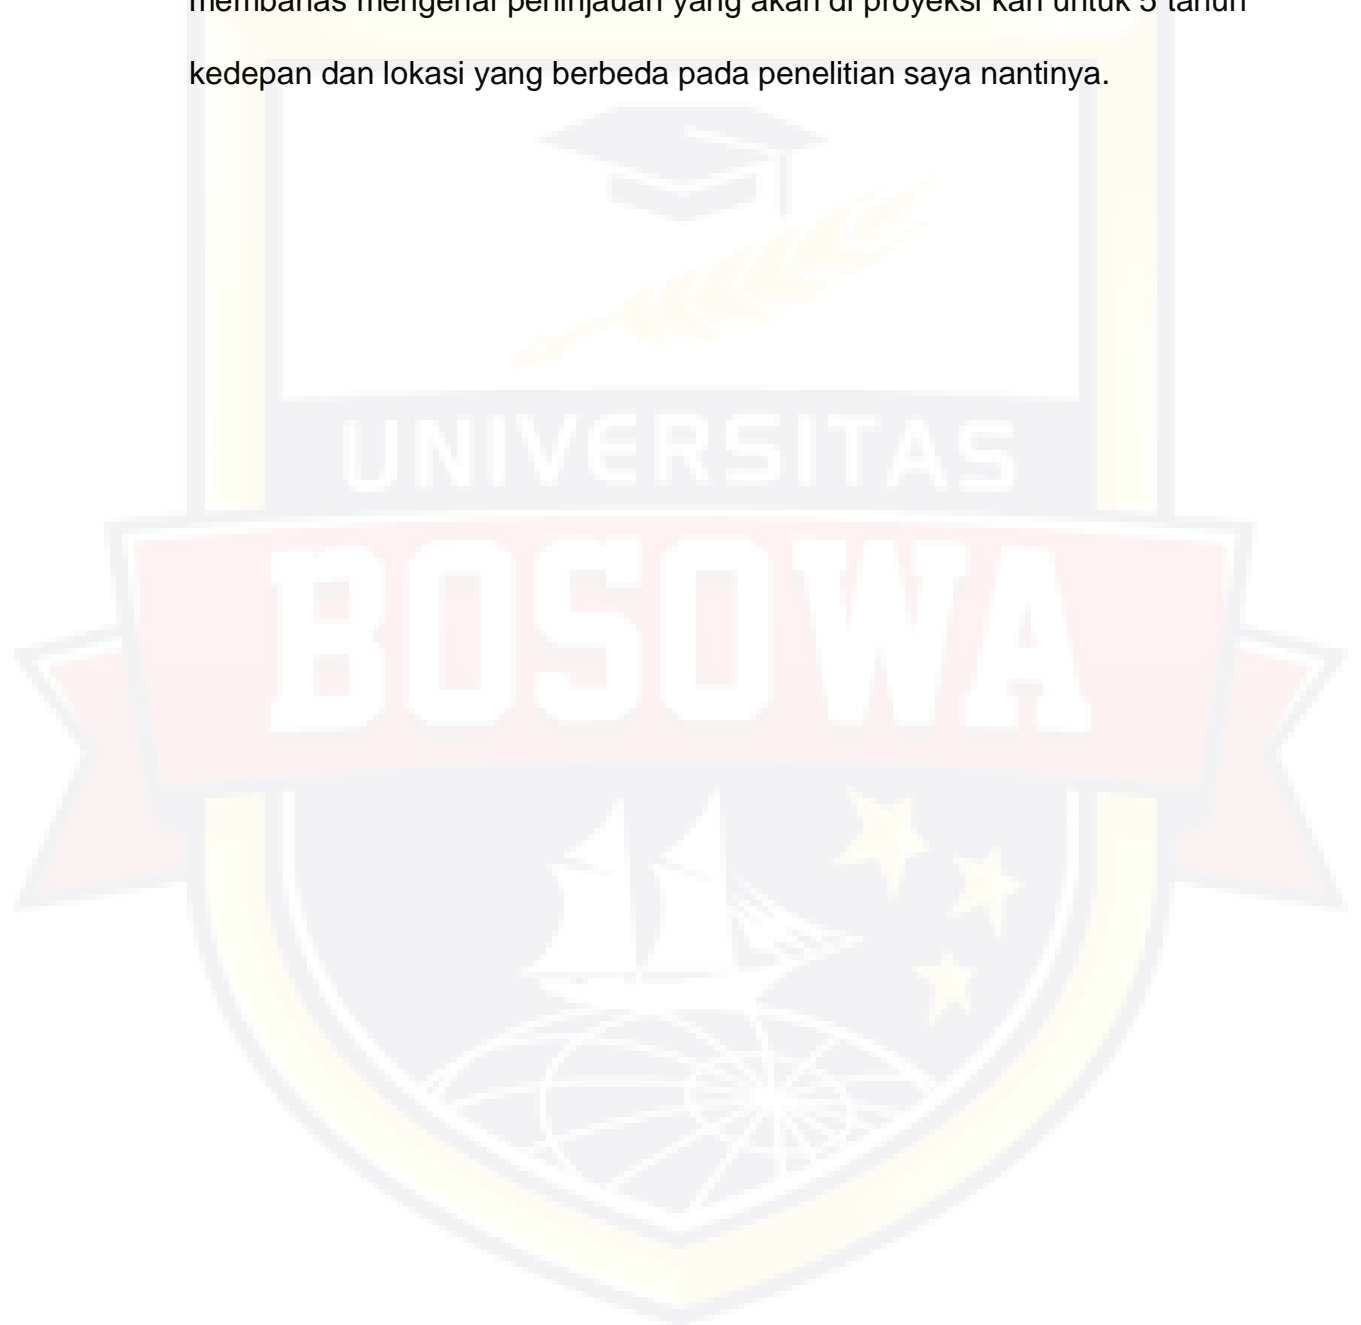 membahas mengenai peninjauan yang akan di proyeksi kan untuk 5 tahun
kedepan dan lokasi yang berbeda pada penelitian saya nantinya.
UNIVERSITAS
BOSOWA